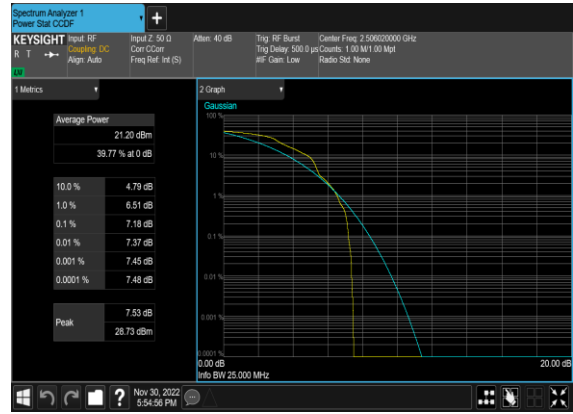 Spectrum Analyzer 1
Power Stat CCDF
KEYSIGHT
R T
LXI
Input: RF
Coupling: DC
Align: Auto
Input Z: 50 Ω
Corr CCorr
Freq Ref: Int (S)
Atten: 40 dB
Trig: RF Burst
Trig Delay: 500.0 µs
#IF Gain: Low
Center Freq: 2.506020000 GHz
Counts: 1.00 M/1.00 Mpt
Radio Std: None
1 Metrics
Average Power
21.20 dBm
39.77 % at 0 dB
10.0 % 4.79 dB
1.0 % 6.51 dB
0.1 % 7.18 dB
0.01 % 7.37 dB
0.001 % 7.45 dB
0.0001 % 7.48 dB
Peak
7.53 dB
28.73 dBm
2 Graph
Gaussian
100 %
10 %
1 %
0.1 %
0.01 %
0.001 %
0.0001 %
0.00 dB
20.00 dB
Info BW 25.000 MHz
Nov 30, 2022
5:54:56 PM